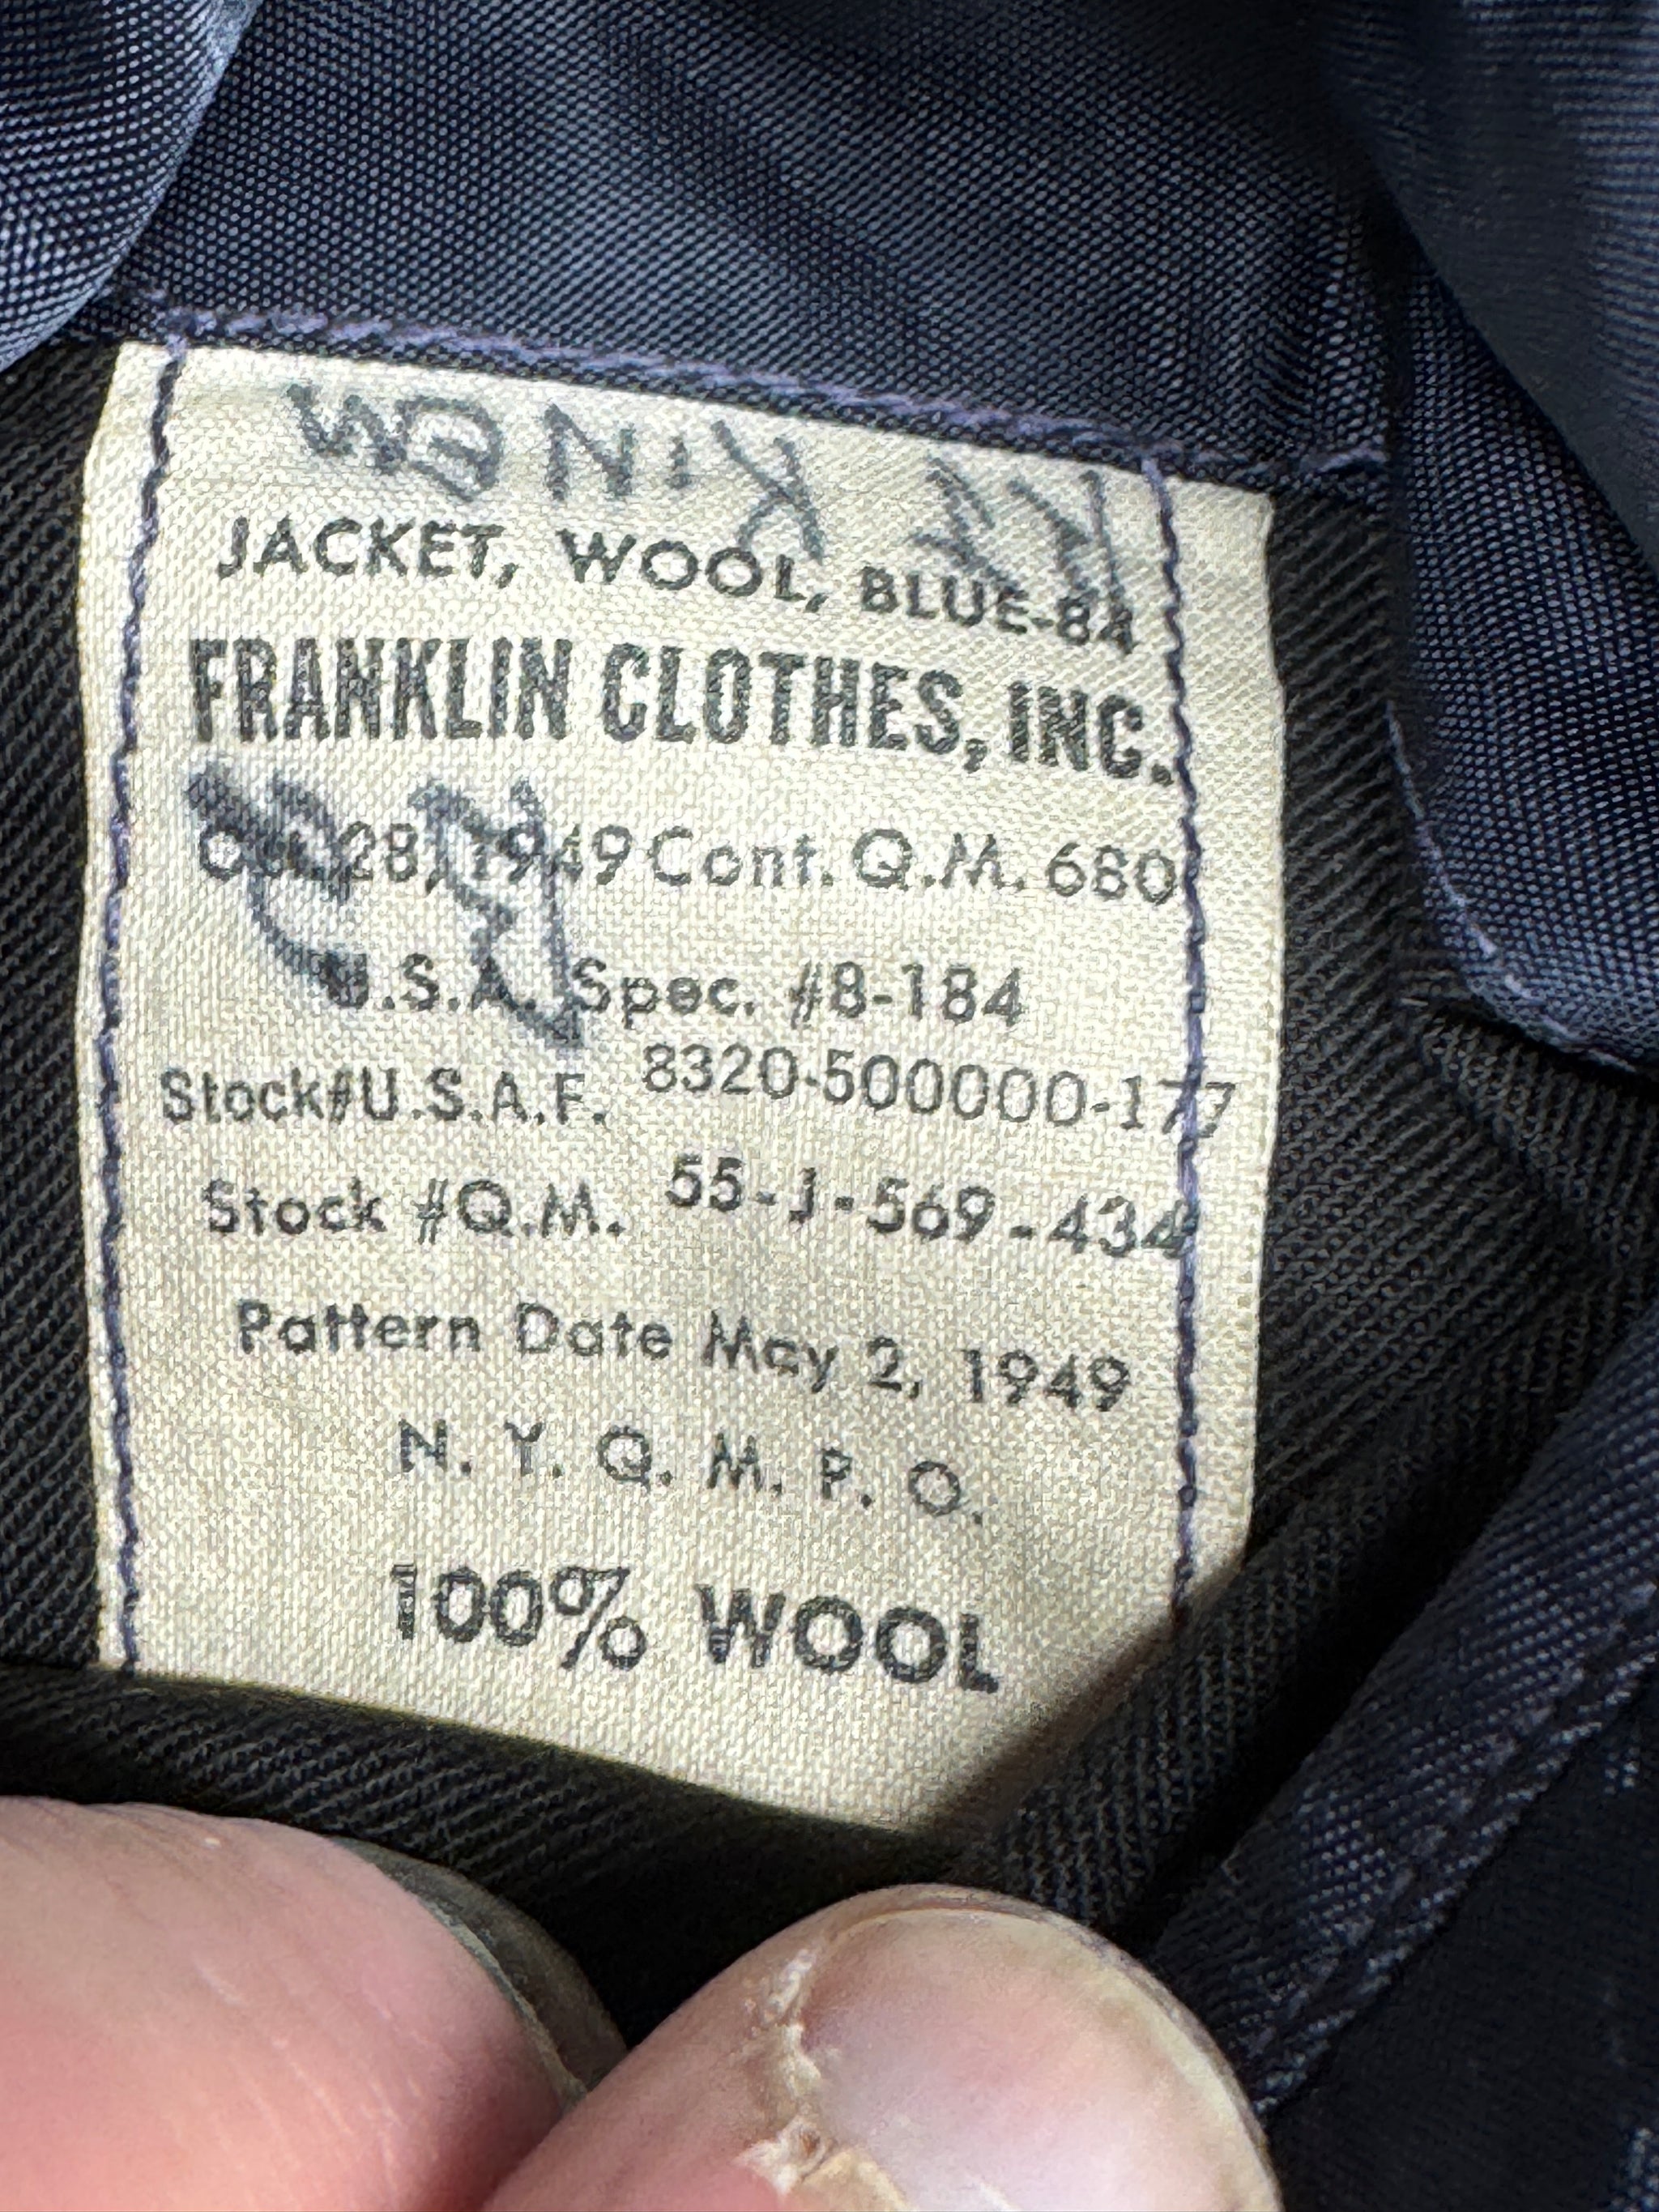 JACKET, WOOL, BLUE-84
FRANKLIN CLOTHES, INC.
28, 1949 Cont. Q.M. 680
U.S.A. Spec. #8-184
Stock#U.S.A.F. 8320-500000-177
Stock #Q.M. 55-J-569-434
Pattern Date May 2, 1949
N. Y. Q. M. P. O.
100% WOOL